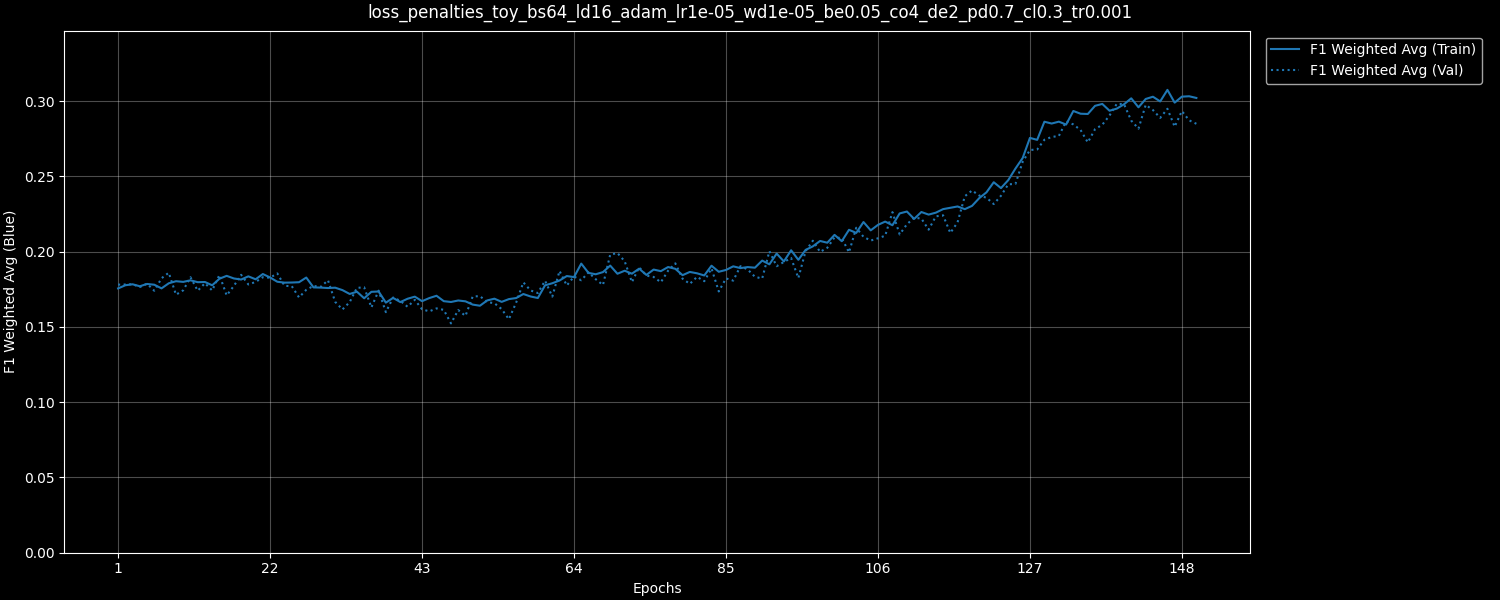 loss_penalties_toy_bs64_ld16_adam_lr1e-05_wd1e-05_be0.05_co4_de2_pd0.7_cl0.3_tr0.001
F1 Weighted Avg (Train)
F1 Weighted Avg (Val)
F1 Weighted Avg (Blue)
0.30
0.25
0.20
0.15
0.10
0.05
0.00
1 22 43 64 85 106 127 148
Epochs